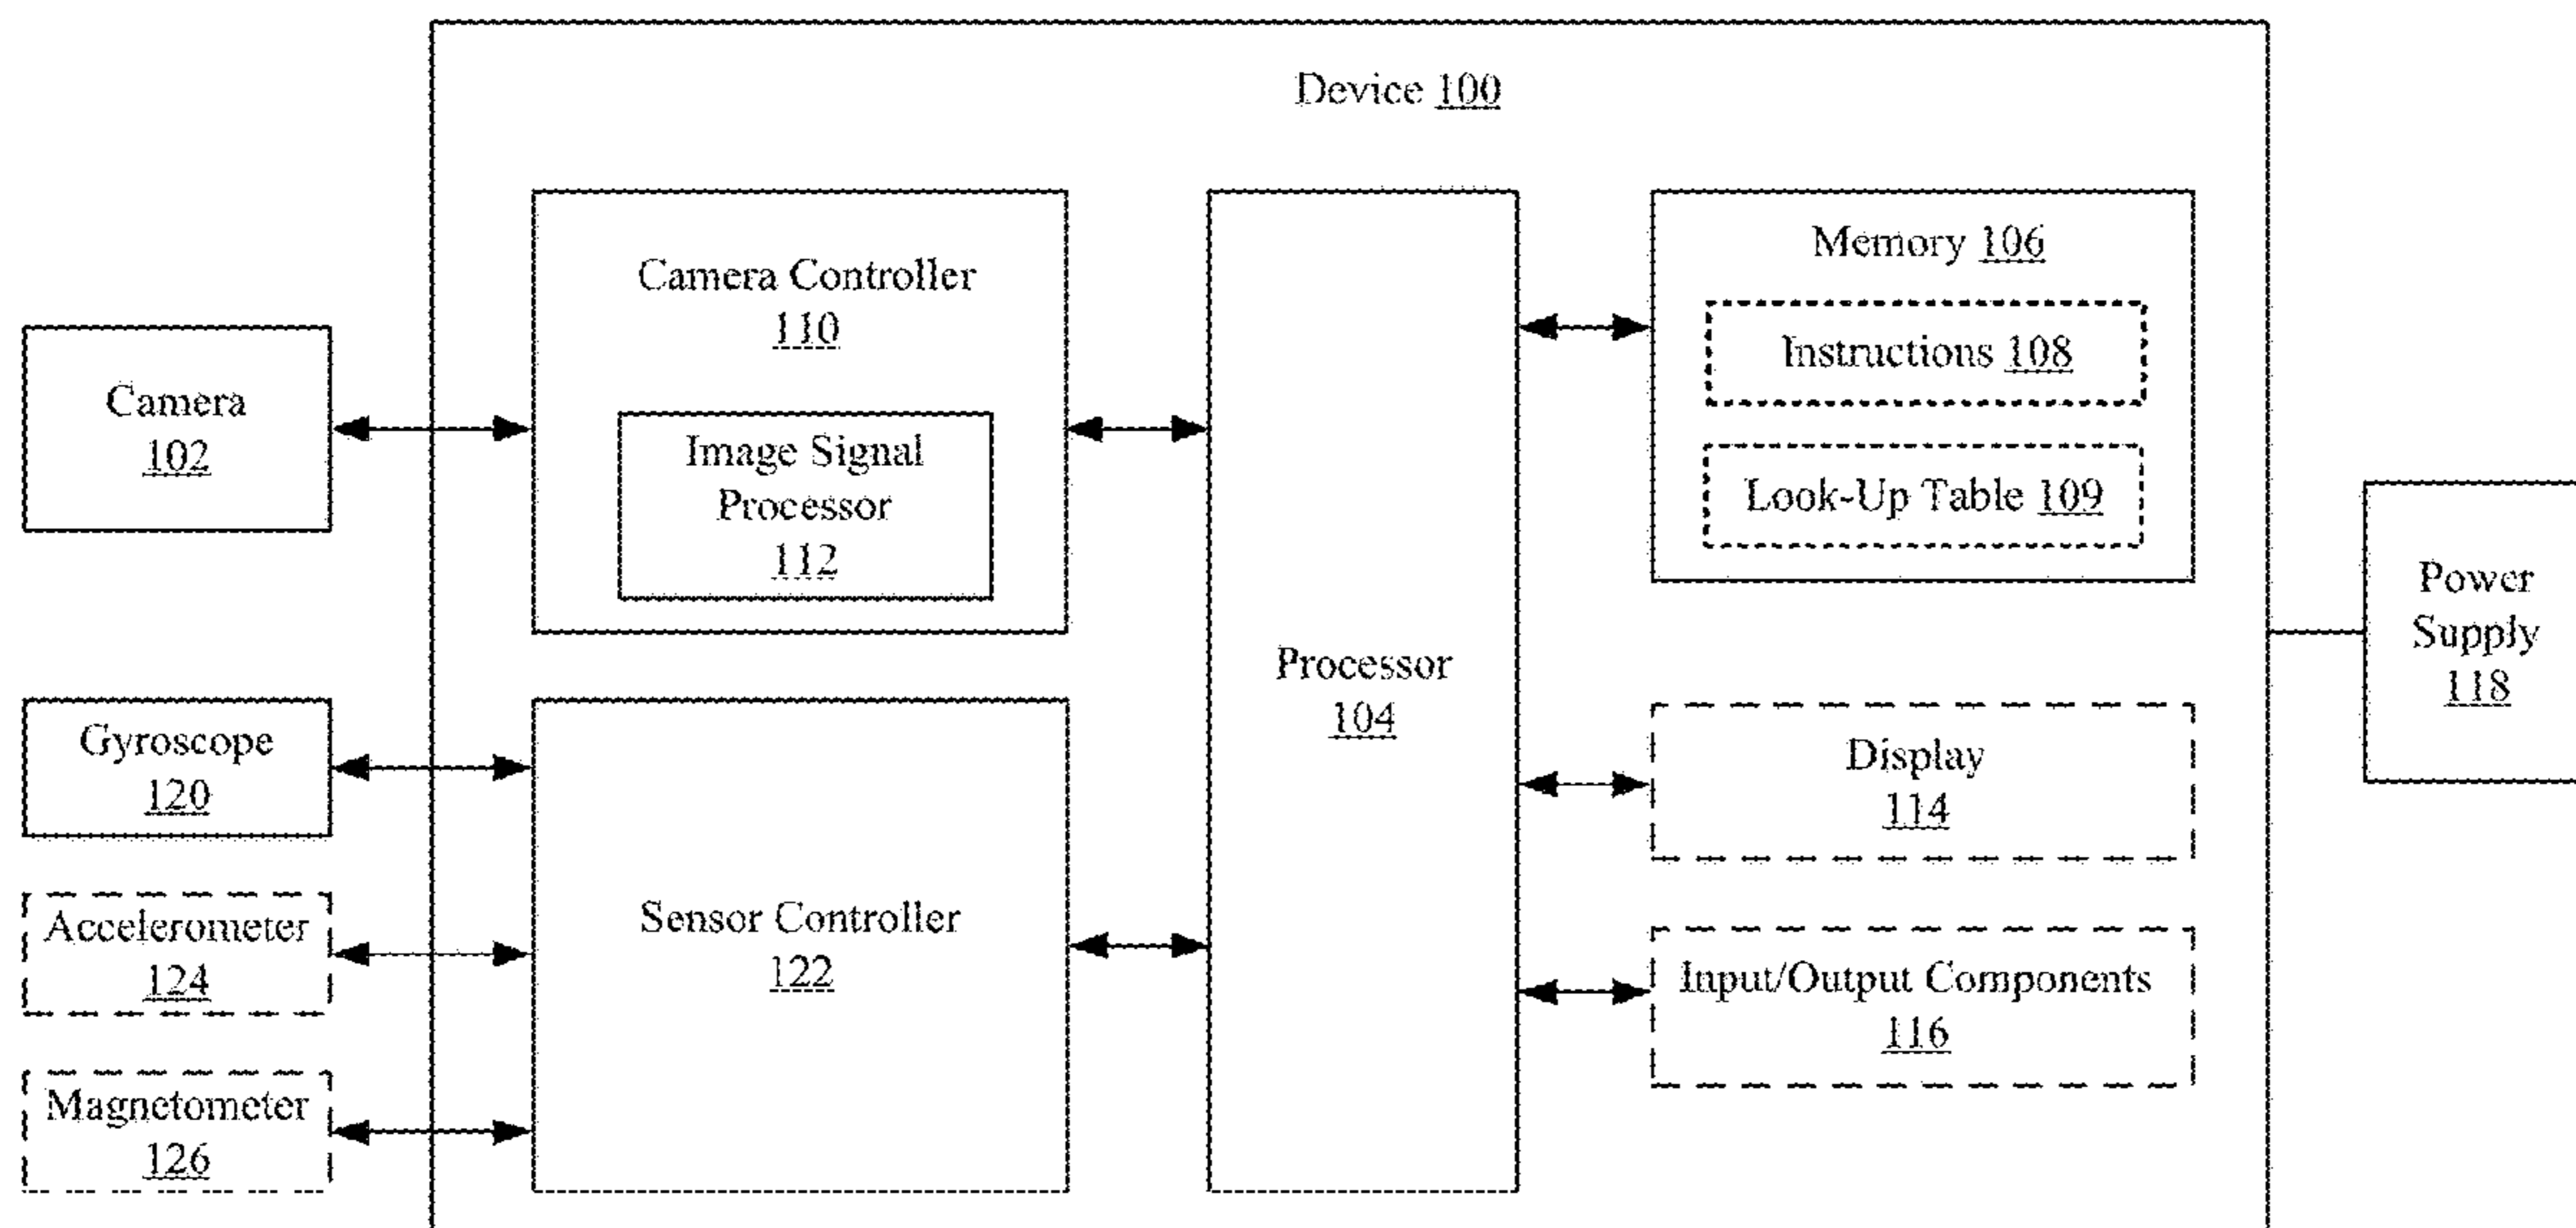 Device 100
Camera
102
Camera Controller
110
Image Signal
Processor
112
Gyroscope
120
Accelerometer
124
Magnetometer
126
Sensor Controller
122
Processor
104
Memory 106
Instructions 108
Look-Up Table 109
Display
114
Input/Output Components
116
Power
Supply
118